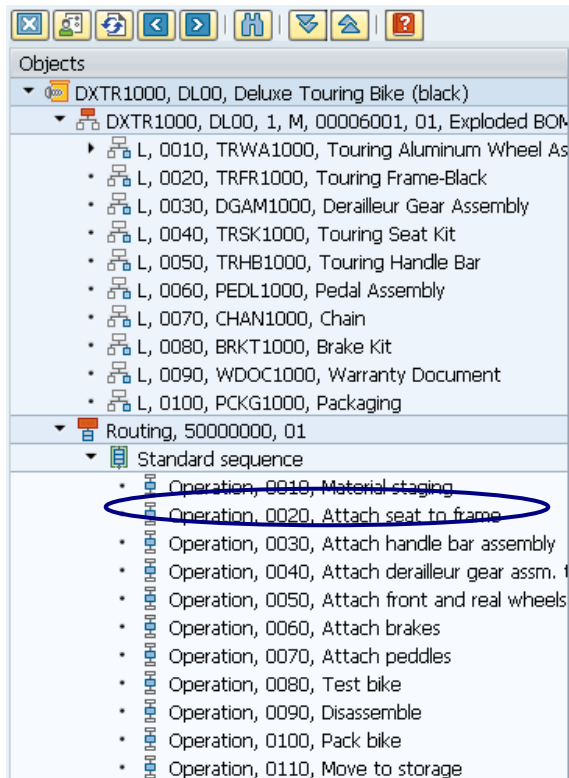 Objects
DXTR1000, DL00, Deluxe Touring Bike (black)
DXTR1000, DL00, 1, M, 00006001, 01, Exploded BOM
L, 0010, TRWA1000, Touring Aluminum Wheel As
L, 0020, TRFR1000, Touring Frame-Black
L, 0030, DGAM1000, Derailleur Gear Assembly
L, 0040, TRSK1000, Touring Seat Kit
L, 0050, TRHB1000, Touring Handle Bar
L, 0060, PEDL1000, Pedal Assembly
L, 0070, CHAN1000, Chain
L, 0080, BRKT1000, Brake Kit
L, 0090, WDOC1000, Warranty Document
L, 0100, PCKG1000, Packaging
Routing, 50000000, 01
Standard sequence
Operation, 0010, Material staging
Operation, 0020, Attach seat to frame
Operation, 0030, Attach handle bar assembly
Operation, 0040, Attach derailleur gear assm. t
Operation, 0050, Attach front and real wheels
Operation, 0060, Attach brakes
Operation, 0070, Attach peddles
Operation, 0080, Test bike
Operation, 0090, Disassemble
Operation, 0100, Pack bike
Operation, 0110, Move to storage